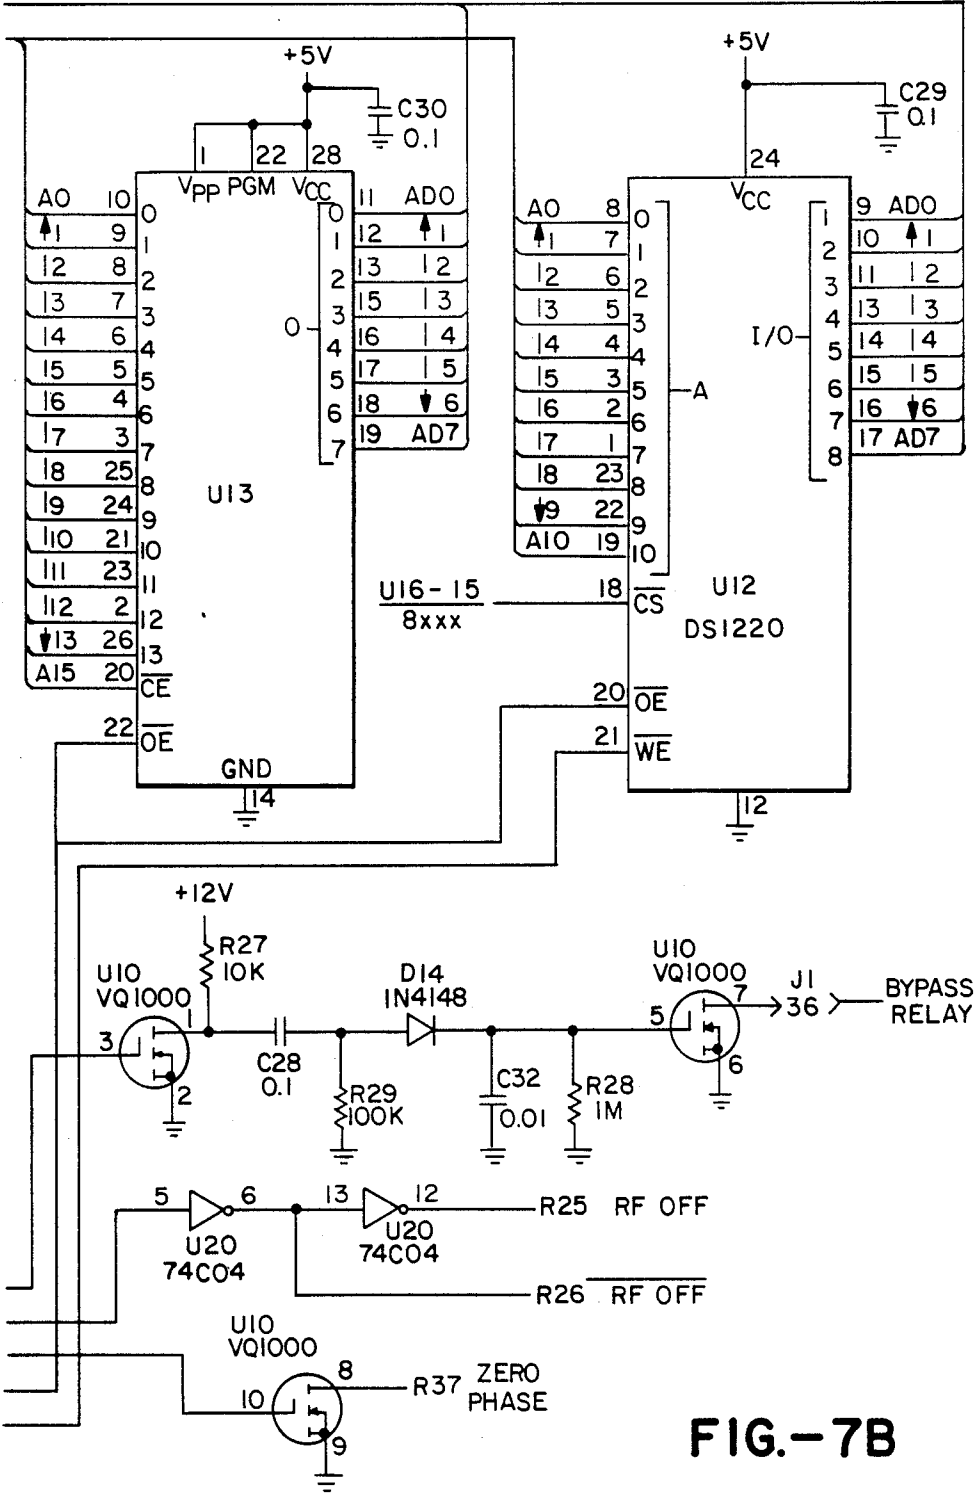 +5V
C30
0.1
1 22 28
VPP PGM VCC
A0 10 0
1 9 1
2 8 2
3 7 3
4 6 4
5 5 5
6 4 6
7 3 7
8 25 8
9 24 9
10 21 10
11 23 11
12 2 12
13 26 13
A15 20 CE
22 OE
0 11 AD0
1 12 1
2 13 2
3 15 3
4 16 4
5 17 5
6 18 6
7 19 AD7
O
U13
GND
14
+5V
C29
0.1
24
VCC
A0 8 0
1 7 1
2 6 2
3 5 3
4 4 4
5 3 5
6 2 6
7 1 7
8 23 8
9 22 9
A10 19 10
A
1 9 AD0
2 10 1
3 11 2
4 13 3
5 14 4
6 15 5
7 16 6
8 17 AD7
I/O
U16-15
8xxx
18 CS
U12
DS1220
20 OE
21 WE
12
+12V
R27
10K
U10
VQ1000
3
1
2
C28
0.1
R29
100K
D14
1N4148
C32
0.01
R28
1M
U10
VQ1000
5
7
6
J1
36
BYPASS
RELAY
5 6
U20
74C04
13 12
U20
74C04
R25 RF OFF
R26 RF OFF
U10
VQ1000
10
8
9
R37 ZERO
PHASE
FIG.-7B